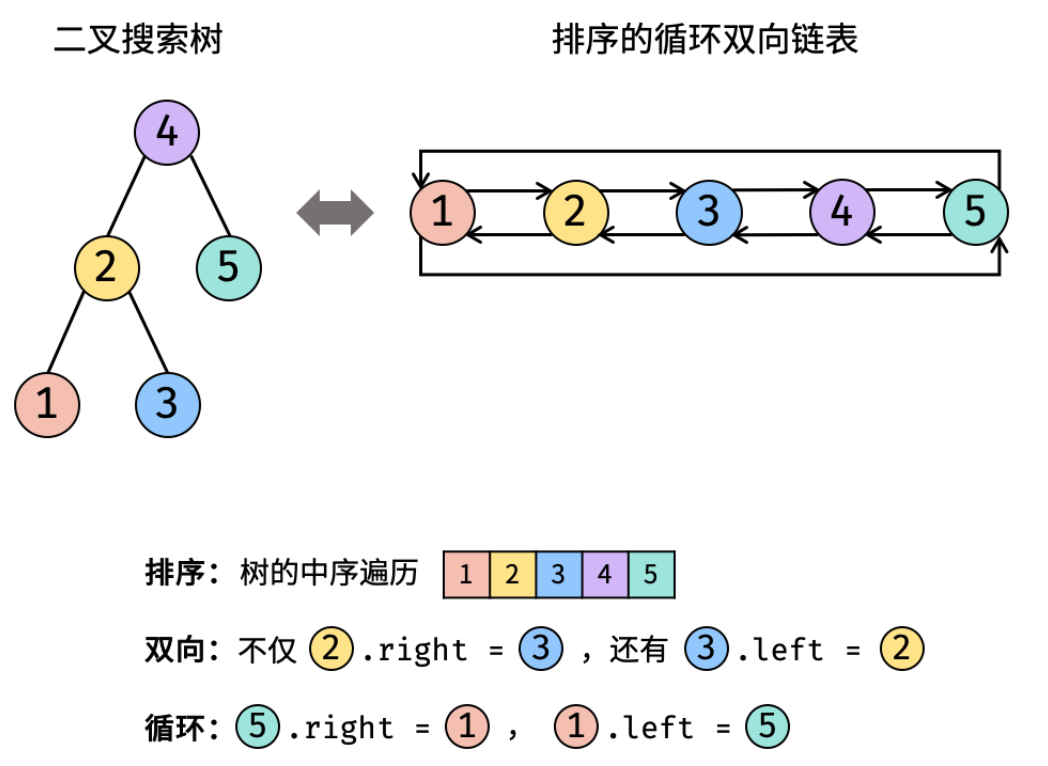 二叉搜索树 排序的循环双向链表
4
1 2 3 4 5
2 5
1 3
排序：树的中序遍历 1 2 3 4 5
双向：不仅 2 .right = 3 ，还有 3 .left = 2
循环：5 .right = 1 ， 1 .left = 5